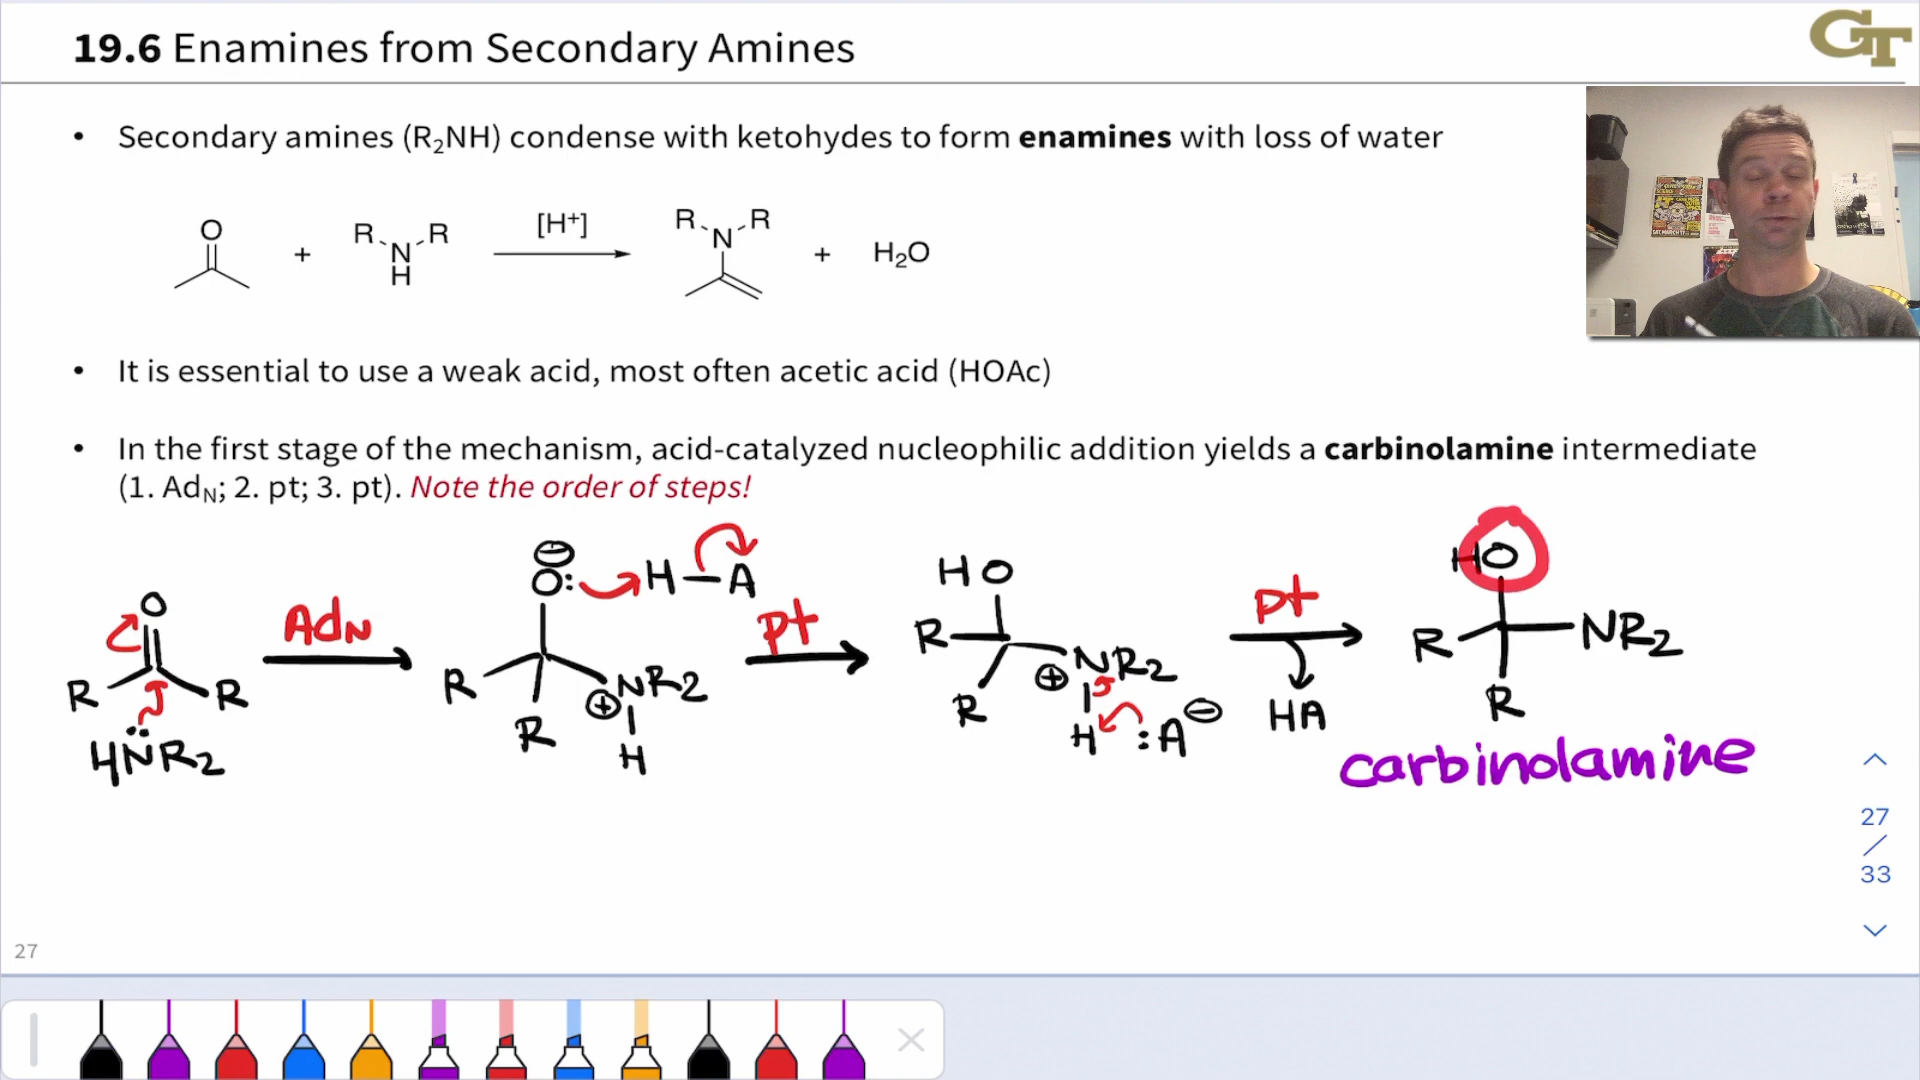 19.6 Enamines from Secondary Amines
GT
• Secondary amines (R₂NH) condense with ketohydes to form enamines with loss of water
O + R N R H [H⁺] R N R + H₂O
• It is essential to use a weak acid, most often acetic acid (HOAc)
• In the first stage of the mechanism, acid-catalyzed nucleophilic addition yields a carbinolamine intermediate
(1. Ad_N; 2. pt; 3. pt). Note the order of steps!
O R R HNR₂
Ad_N
⊖ O: H–A R R ⊕ NR₂ H
pt
HO R R ⊕ NR₂ H :A ⊖
pt
HA
HO R NR₂ R
carbinolamine
27
/
33
27